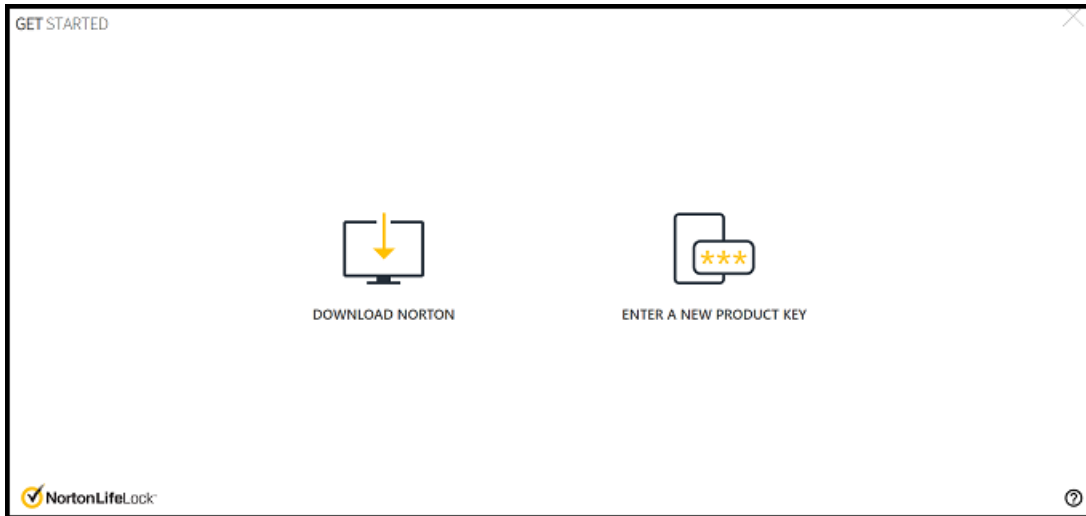 GET STARTED
***
DOWNLOAD NORTON
ENTER A NEW PRODUCT KEY
NortonLifeLock
?